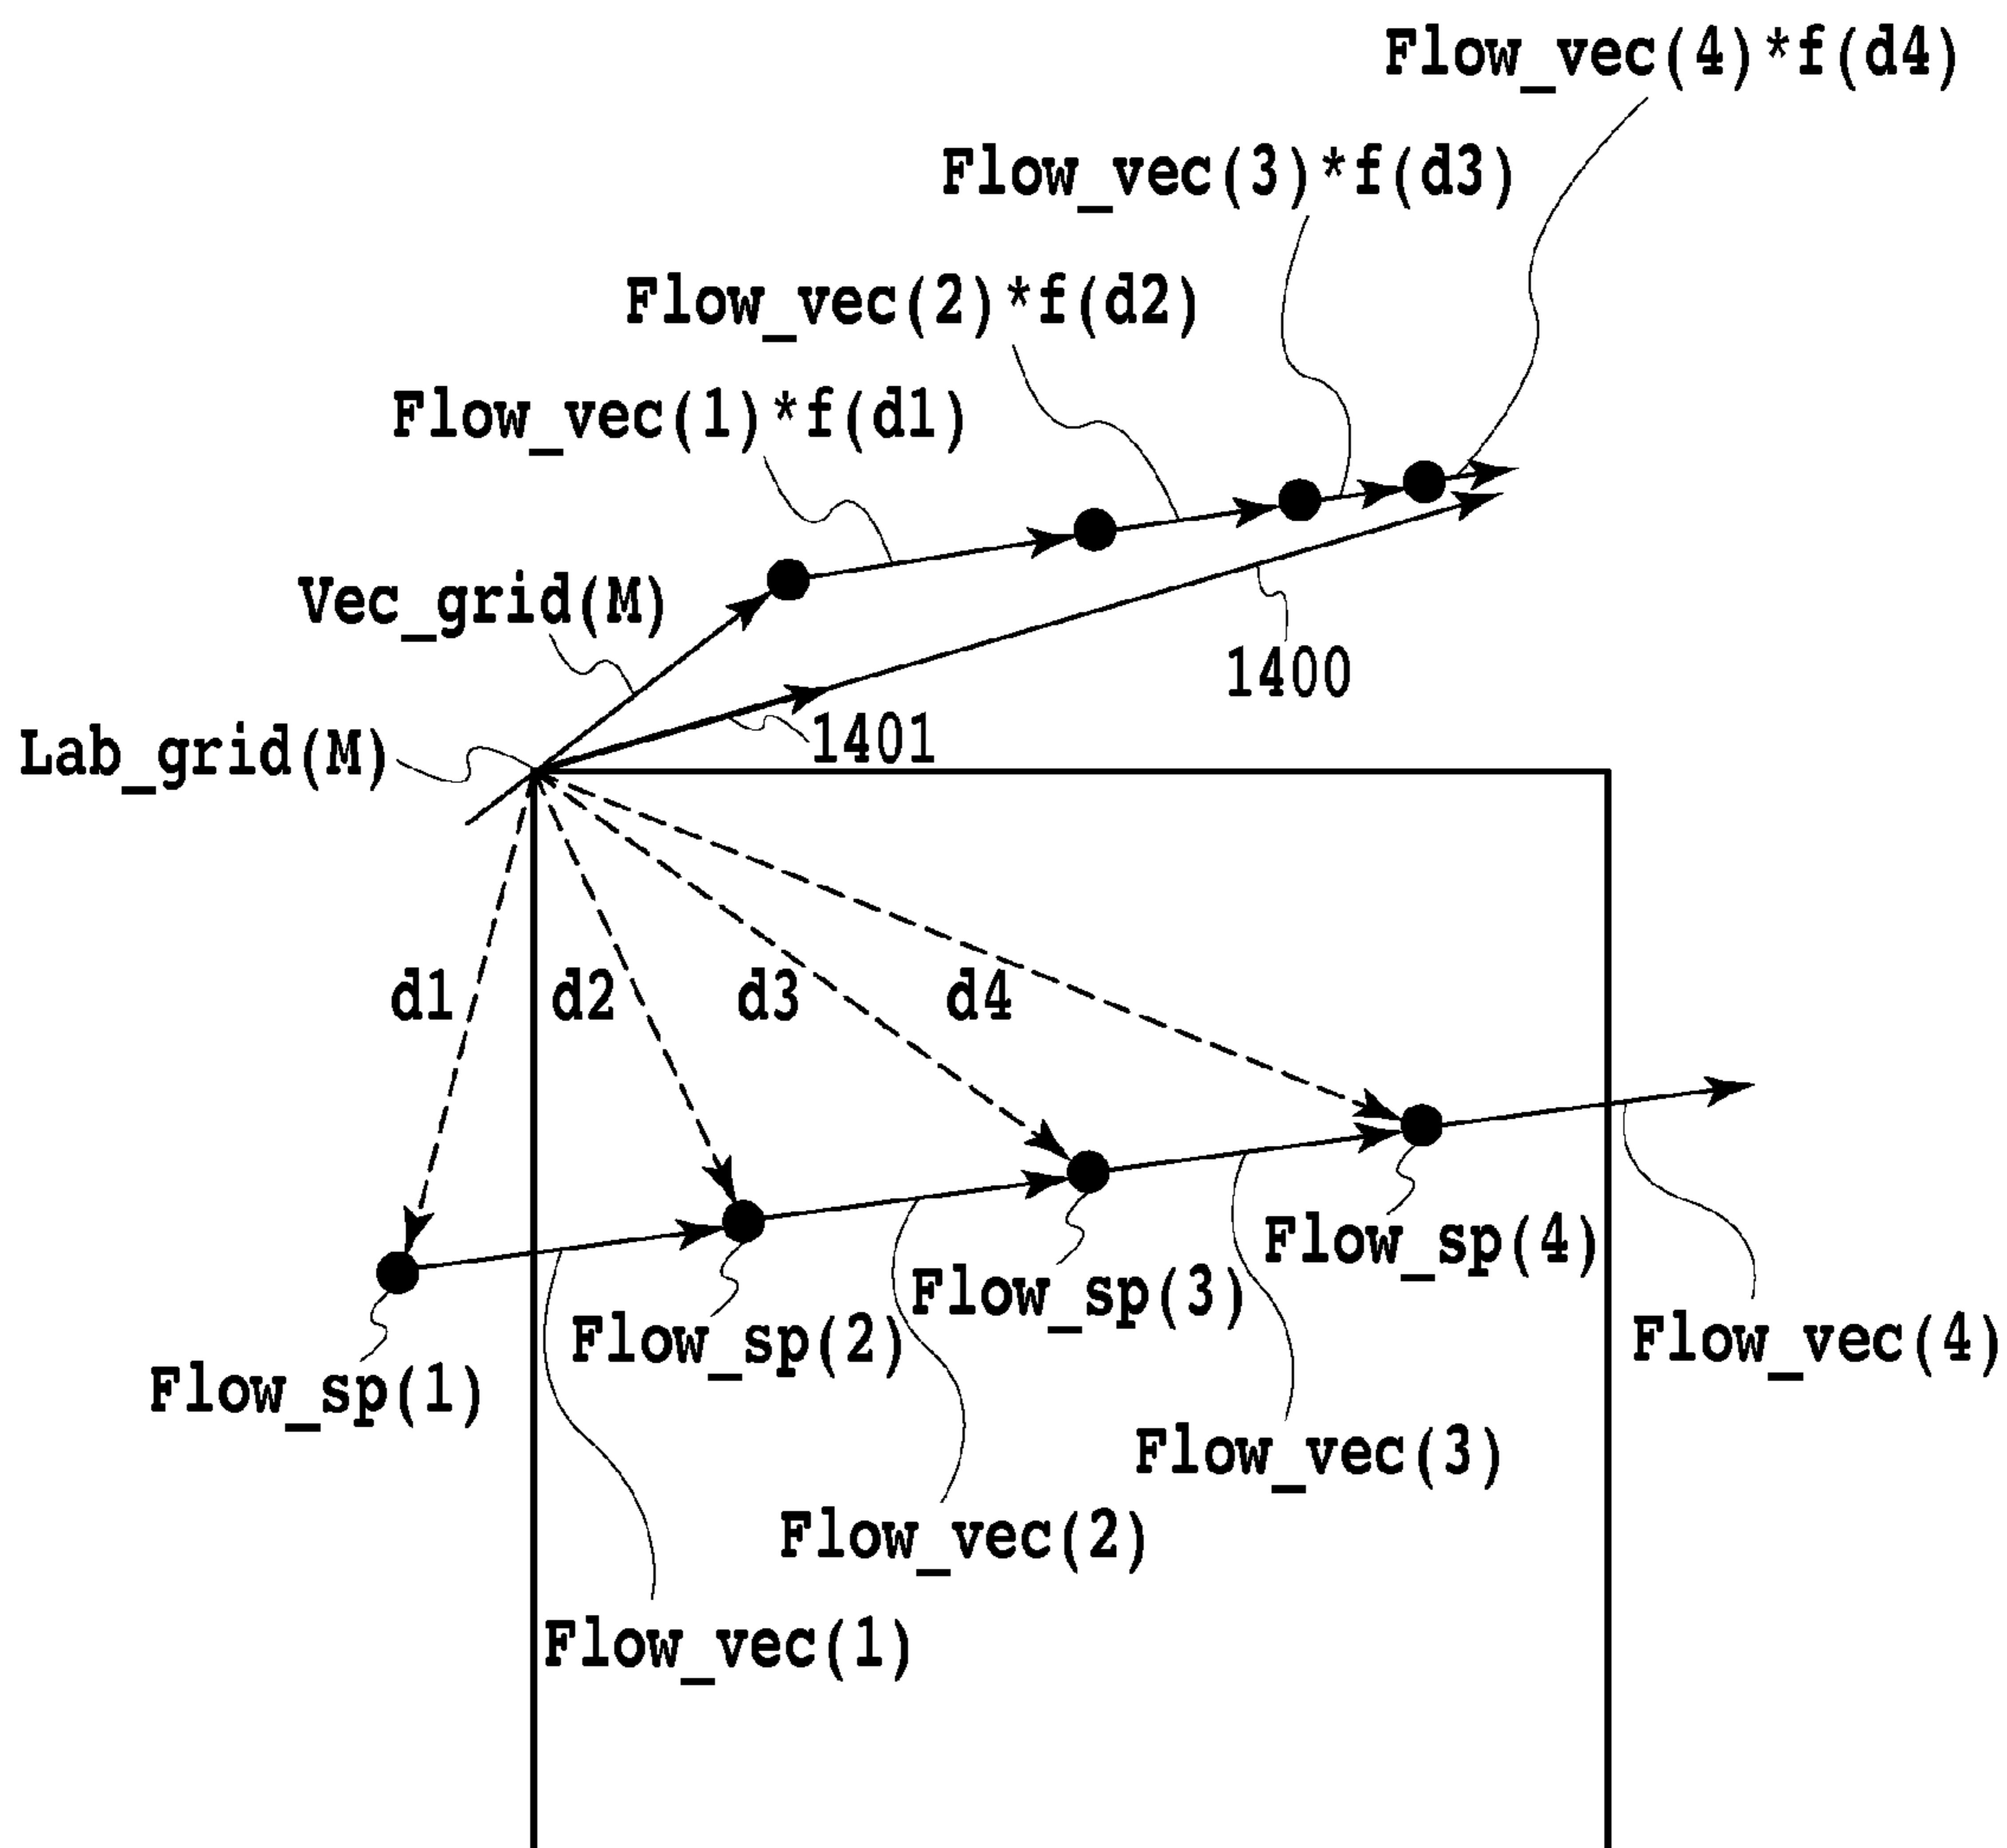 Flow_vec(4)*f(d4)
Flow_vec(3)*f(d3)
Flow_vec(2)*f(d2)
Flow_vec(1)*f(d1)
Vec_grid(M)
1400
1401
Lab_grid(M)
d1
d2
d3
d4
Flow_sp(4)
Flow_sp(3)
Flow_sp(2)
Flow_vec(4)
Flow_sp(1)
Flow_vec(3)
Flow_vec(2)
Flow_vec(1)